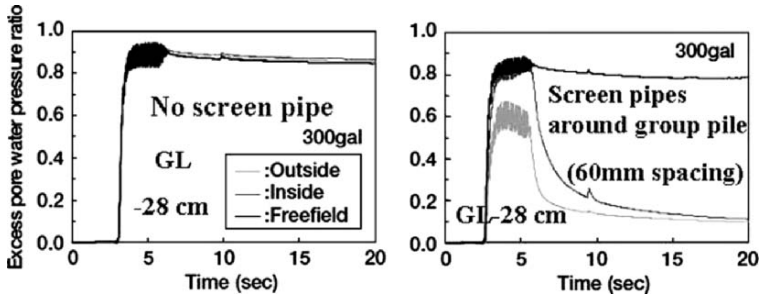 Excess pore water pressure ratio
1.0
0.8
0.6
0.4
0.2
0.0
No screen pipe
300gal
GL
-28 cm
:Outside
:Inside
:Freefield
0 5 10 15 20
Time (sec)
1.0
0.8
0.6
0.4
0.2
0.0
300gal
Screen pipes
around group pile
(60mm spacing)
GL-28 cm
0 5 10 15 20
Time (sec)